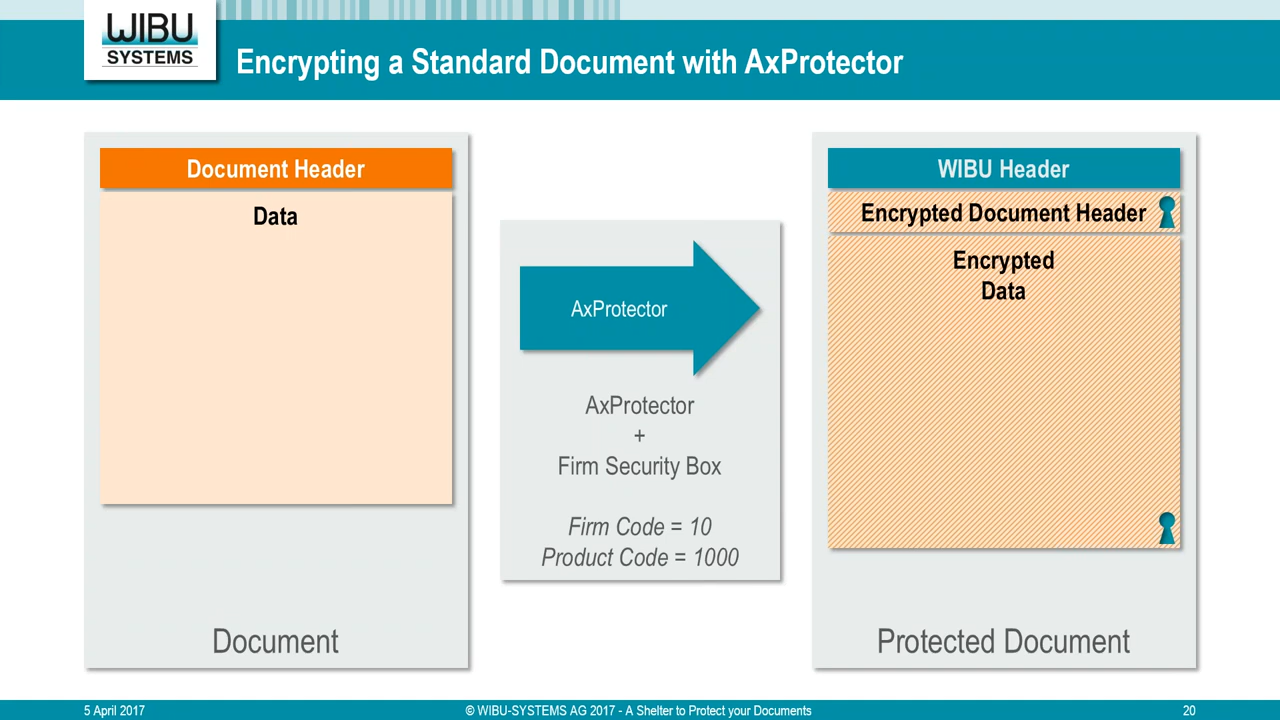 WIBU
SYSTEMS
Encrypting a Standard Document with AxProtector
Document Header
Data
Document
AxProtector
AxProtector
+
Firm Security Box
Firm Code = 10
Product Code = 1000
WIBU Header
Encrypted Document Header
Encrypted
Data
Protected Document
5 April 2017
© WIBU-SYSTEMS AG 2017 - A Shelter to Protect your Documents
20